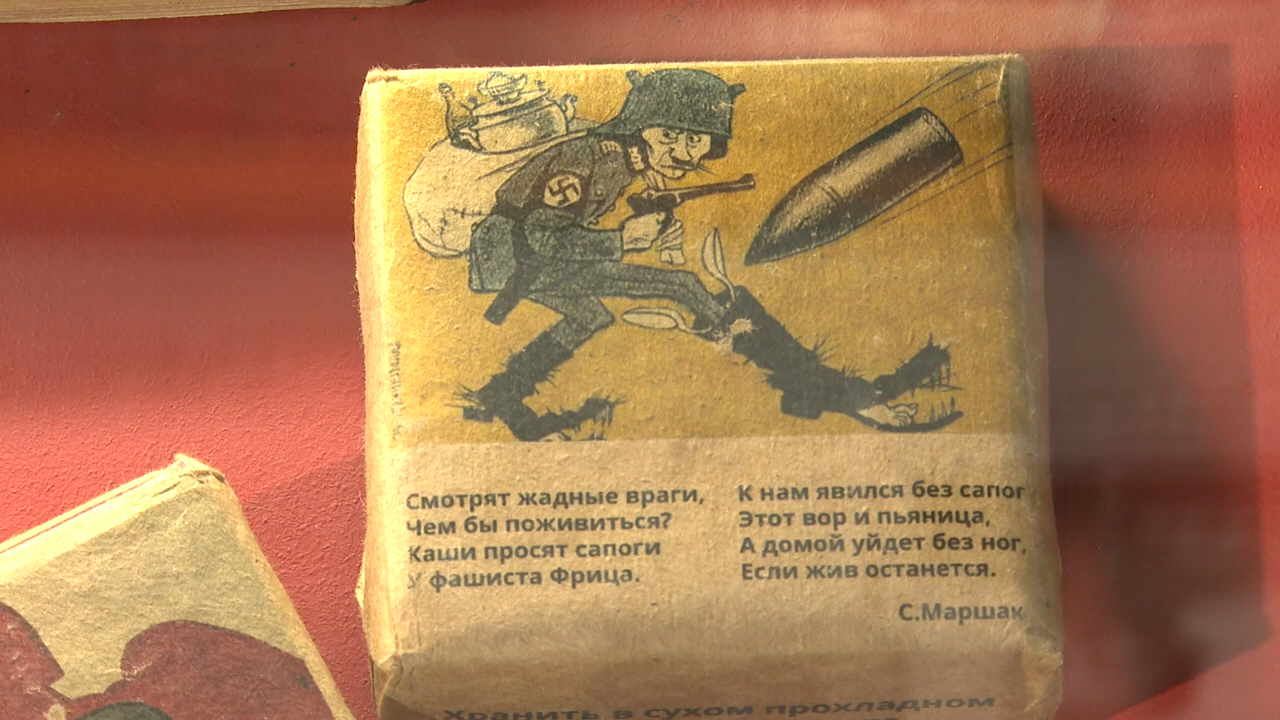 Смотрят жадные враги,
Чем бы поживиться?
Каши просят сапоги
У фашиста Фрица.
К нам явился без сапог
Этот вор и пьяница,
А домой уйдет без ног,
Если жив останется.
С.Маршак
Хранить в сухом прохладном